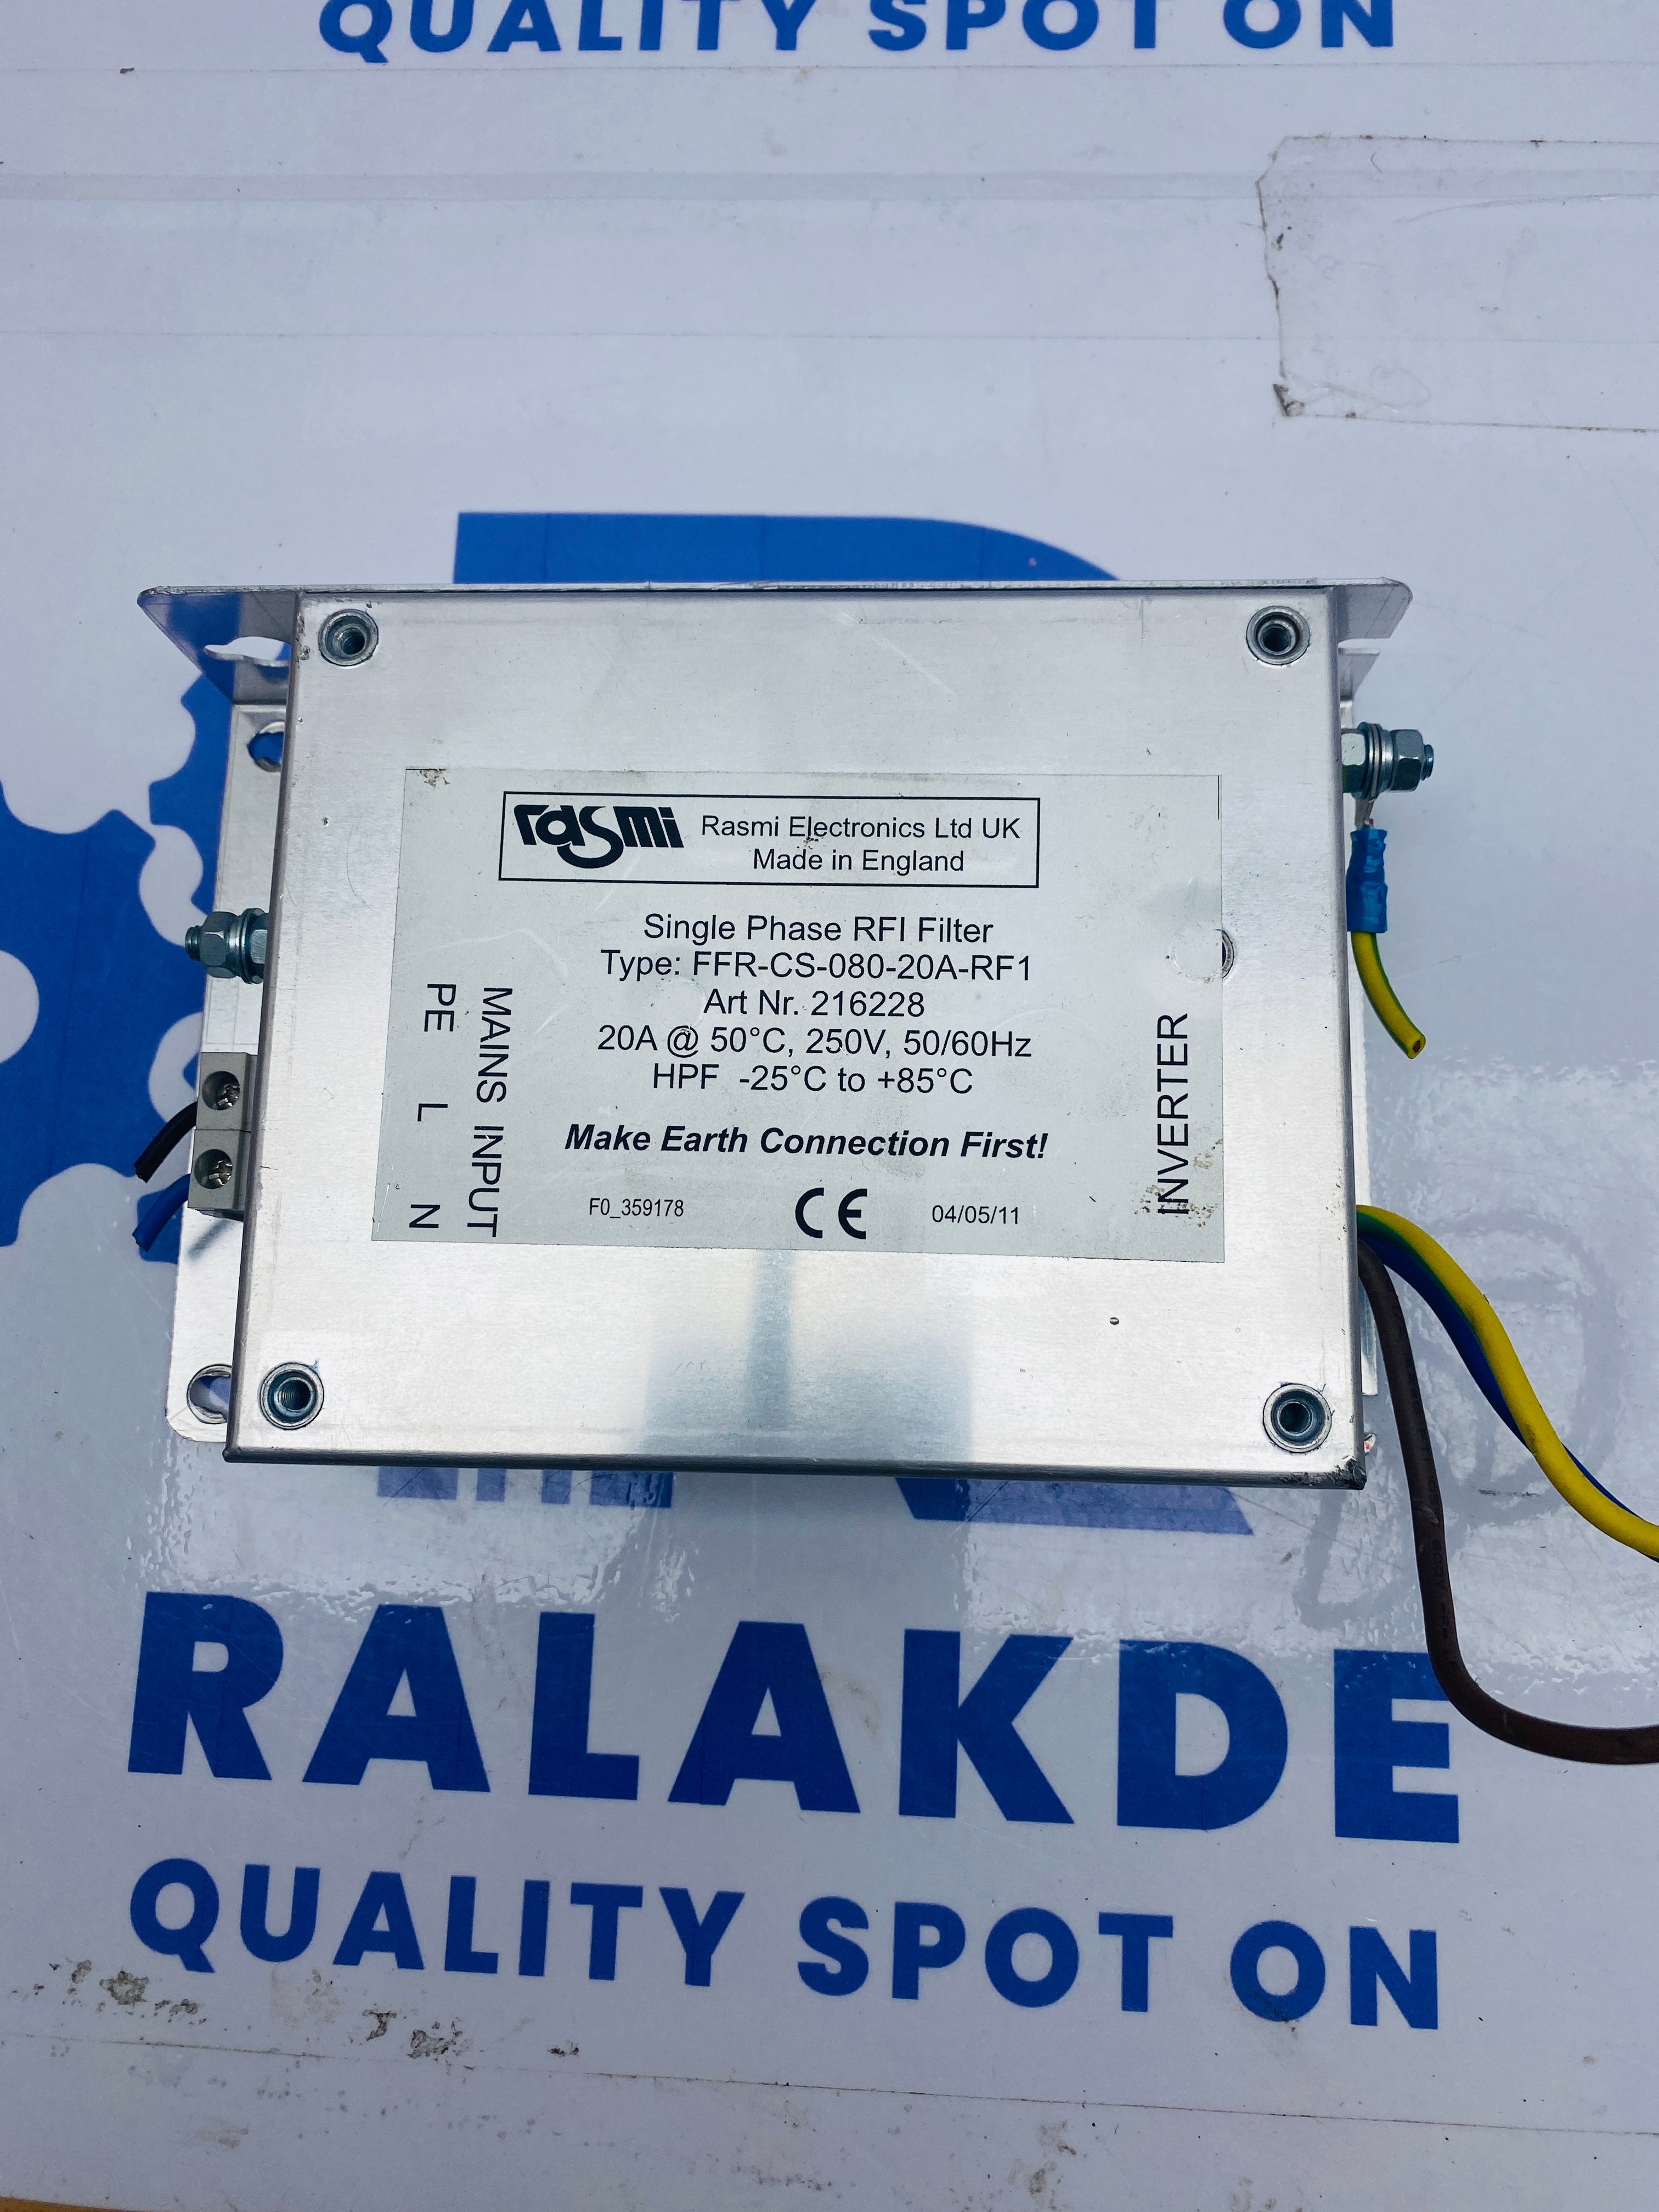 QUALITY SPOT ON
rasmi
Rasmi Electronics Ltd UK
Made in England
Single Phase RFI Filter
Type: FFR-CS-080-20A-RF1
Art Nr. 216228
20A @ 50°C, 250V, 50/60Hz
HPF -25°C to +85°C
Make Earth Connection First!
F0_359178
CE
04/05/11
PE L N
MAINS INPUT
INVERTER
RALAKDE
QUALITY SPOT ON